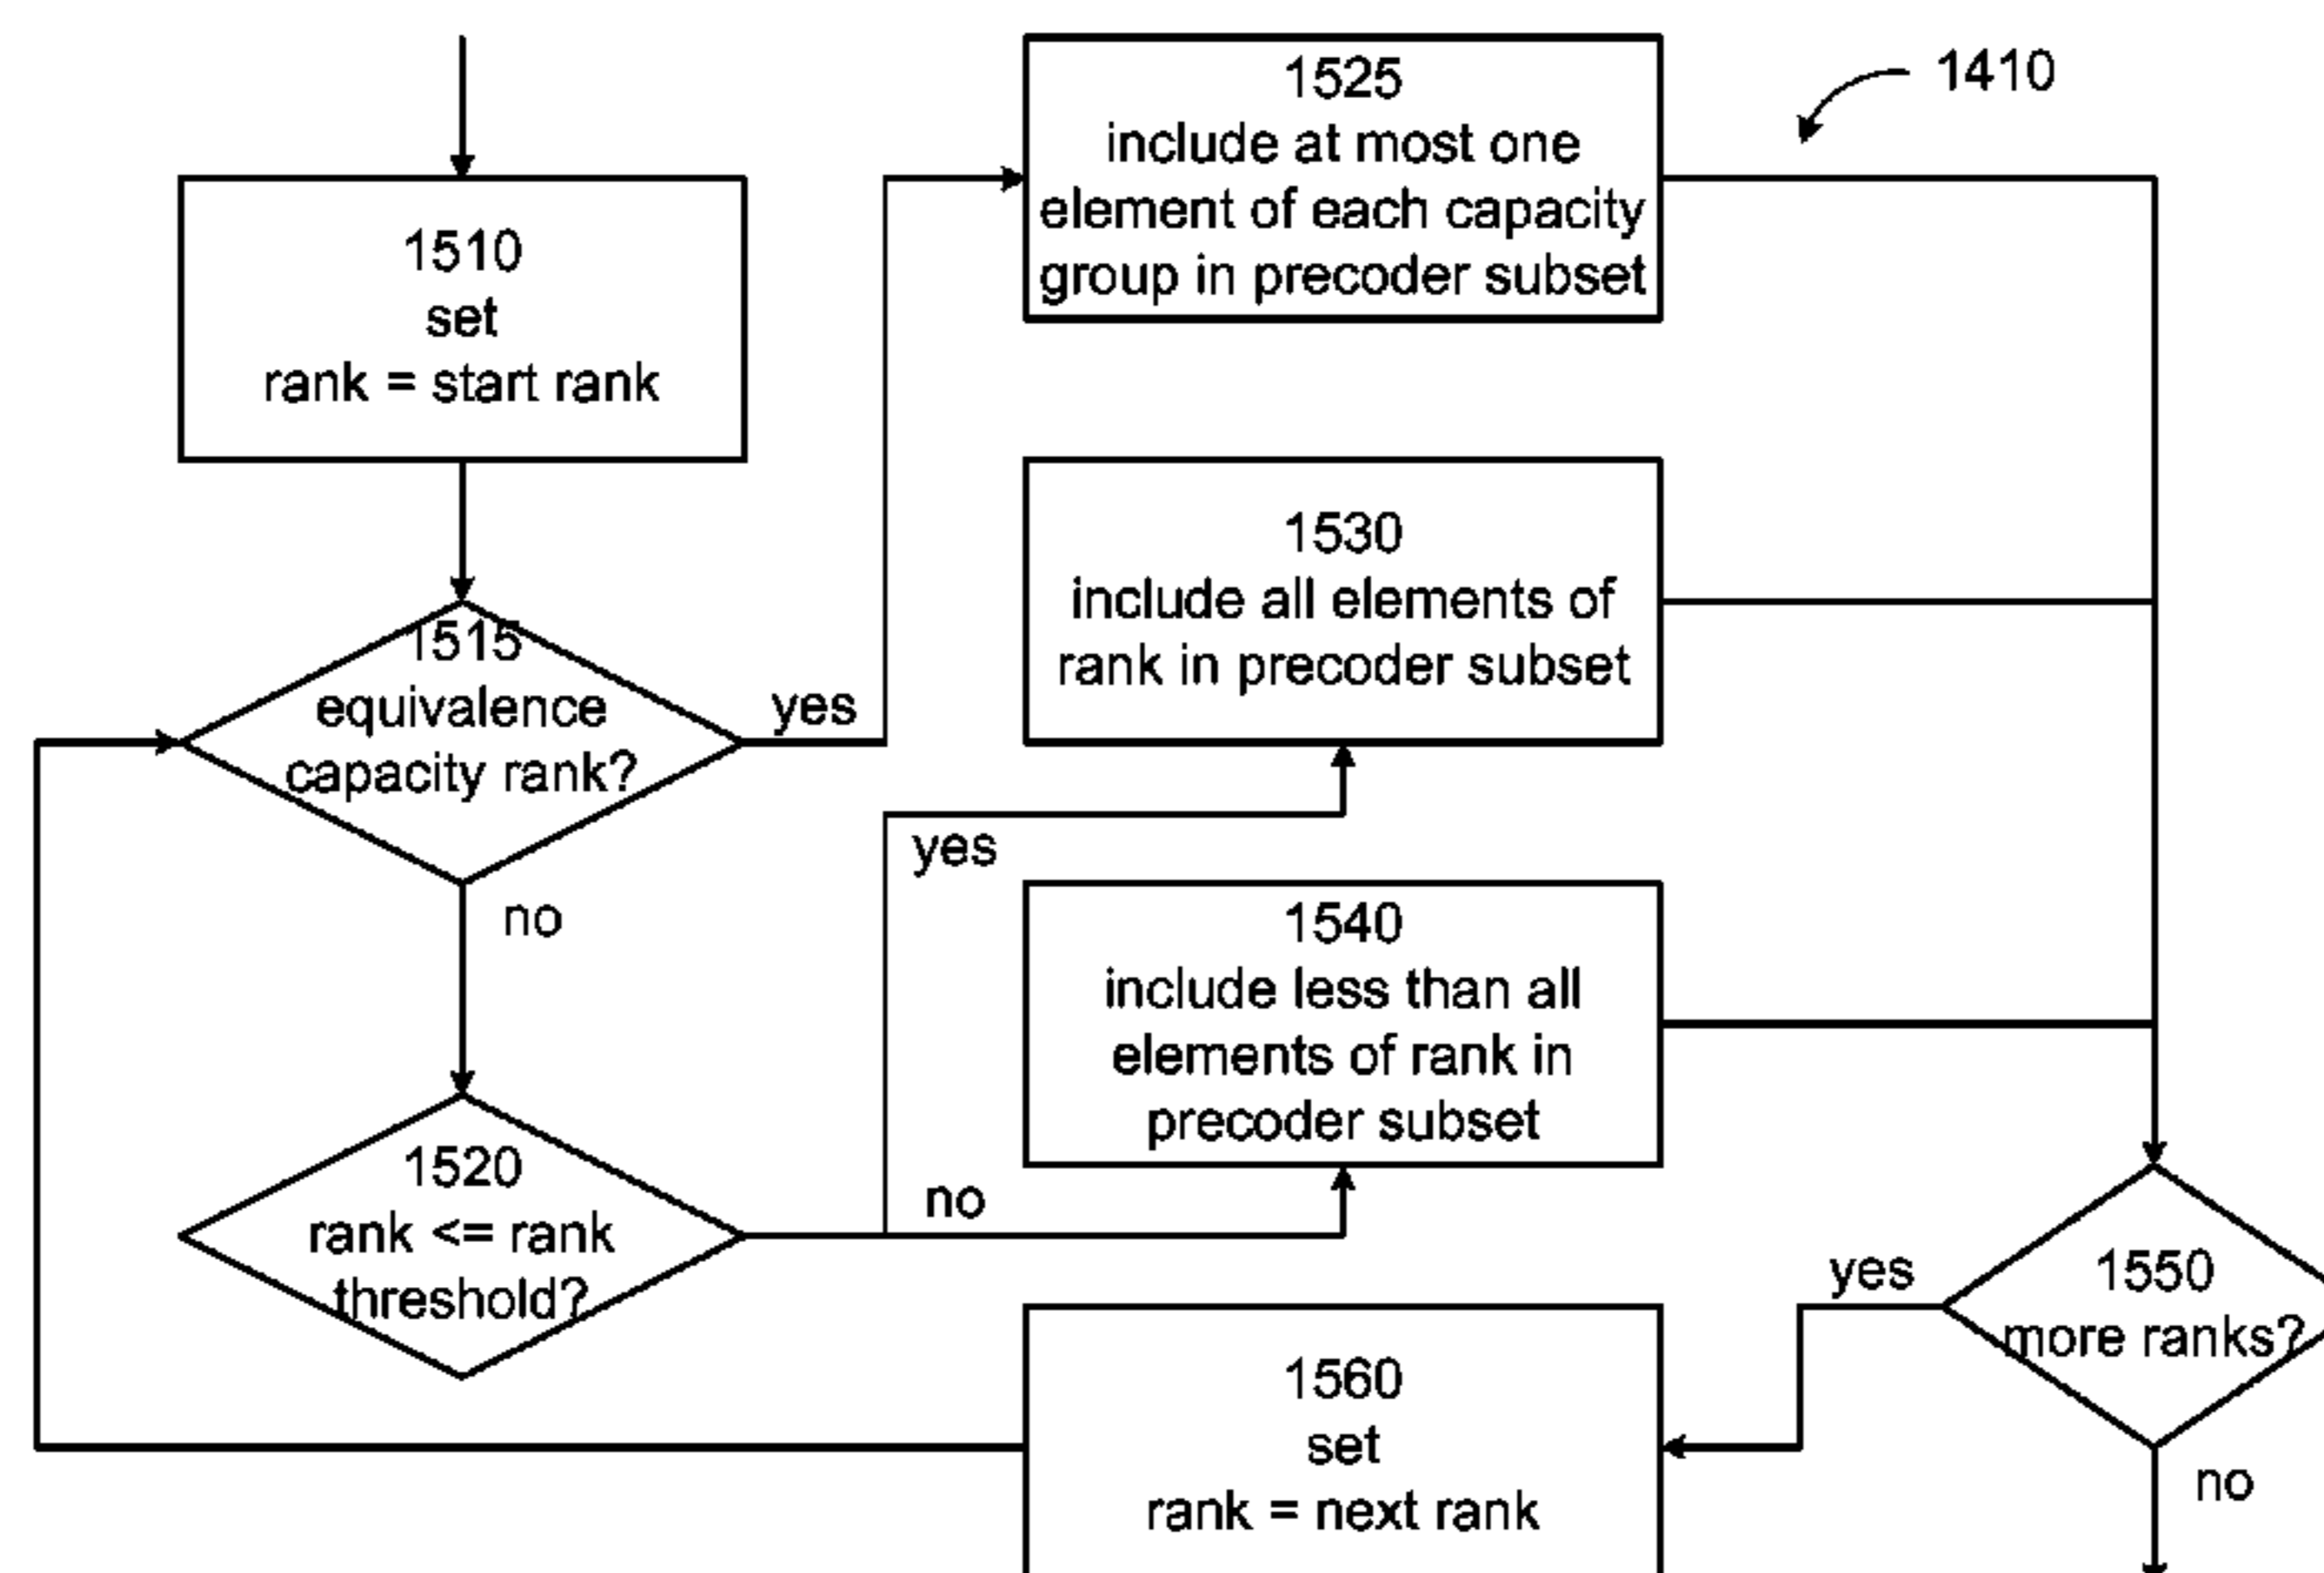 1510
set
rank = start rank
1515
equivalence
capacity rank?
yes
no
1520
rank <= rank
threshold?
yes
no
1525
include at most one
element of each capacity
group in precoder subset
1530
include all elements of
rank in precoder subset
1540
include less than all
elements of rank in
precoder subset
1410
1550
more ranks?
yes
no
1560
set
rank = next rank